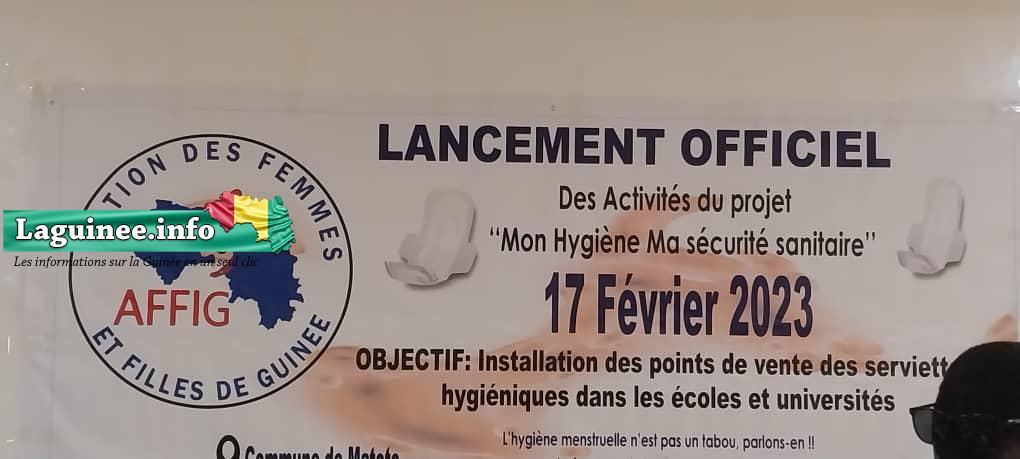 LANCEMENT OFFICIEL
Des Activités du projet
"Mon Hygiène Ma sécurité sanitaire"
17 Février 2023
OBJECTIF: Installation des points de vente des serviett
hygiéniques dans les écoles et universités
L'hygiène menstruelle n'est pas un tabou, parlons-en !!
TION DES FEMMES
AFFIG
ET FILLES DE GUINEE
Laguinee.info
Les informations sur la Guinée en un seul clic
Commune de Matoto